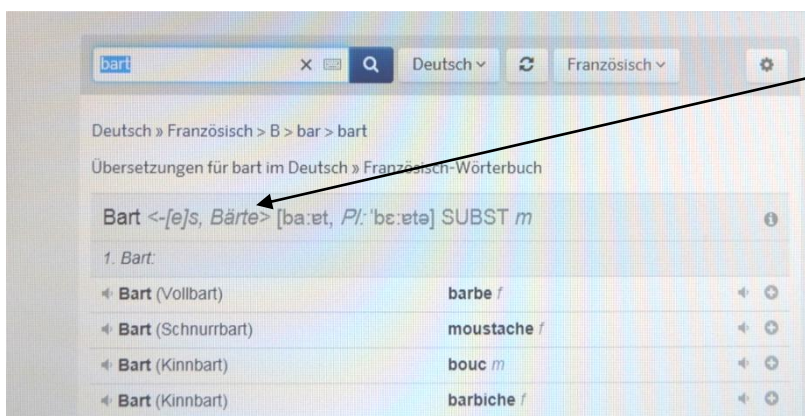 bart Deutsch Französisch
Deutsch » Französisch > B > bar > bart
Übersetzungen für bart im Deutsch » Französisch-Wörterbuch
Bart <-[e]s, Bärte> [baːɐt, Pl.: ˈbɛːɐtə] SUBST m
1. Bart:
Bart (Vollbart) barbe f
Bart (Schnurrbart) moustache f
Bart (Kinnbart) bouc m
Bart (Kinnbart) barbiche f